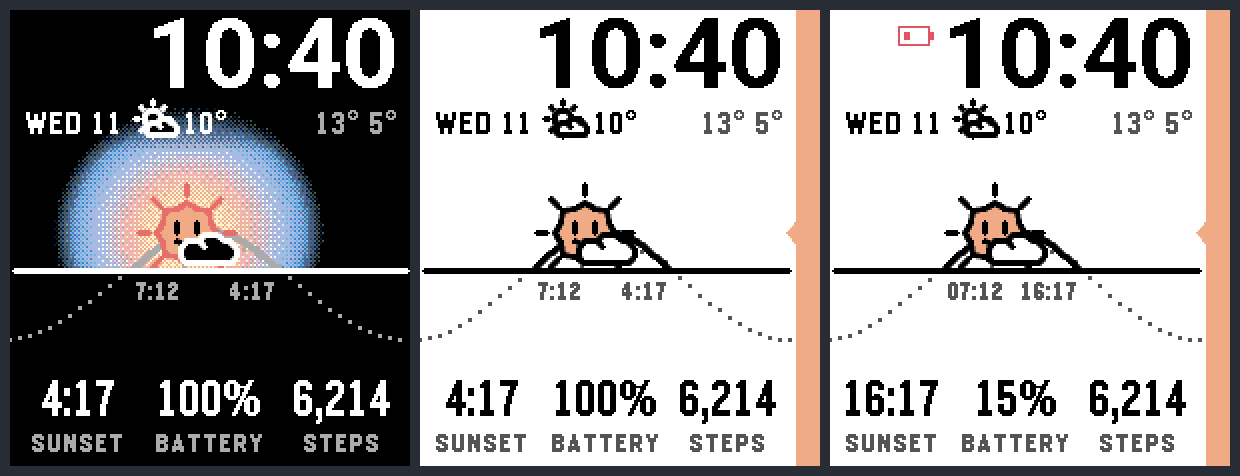 10:40
WED 11 10° 13° 5°
7:12 4:17
4:17 100% 6,214
SUNSET BATTERY STEPS
10:40
WED 11 10° 13° 5°
7:12 4:17
4:17 100% 6,214
SUNSET BATTERY STEPS
10:40
WED 11 10° 13° 5°
07:12 16:17
16:17 15% 6,214
SUNSET BATTERY STEPS